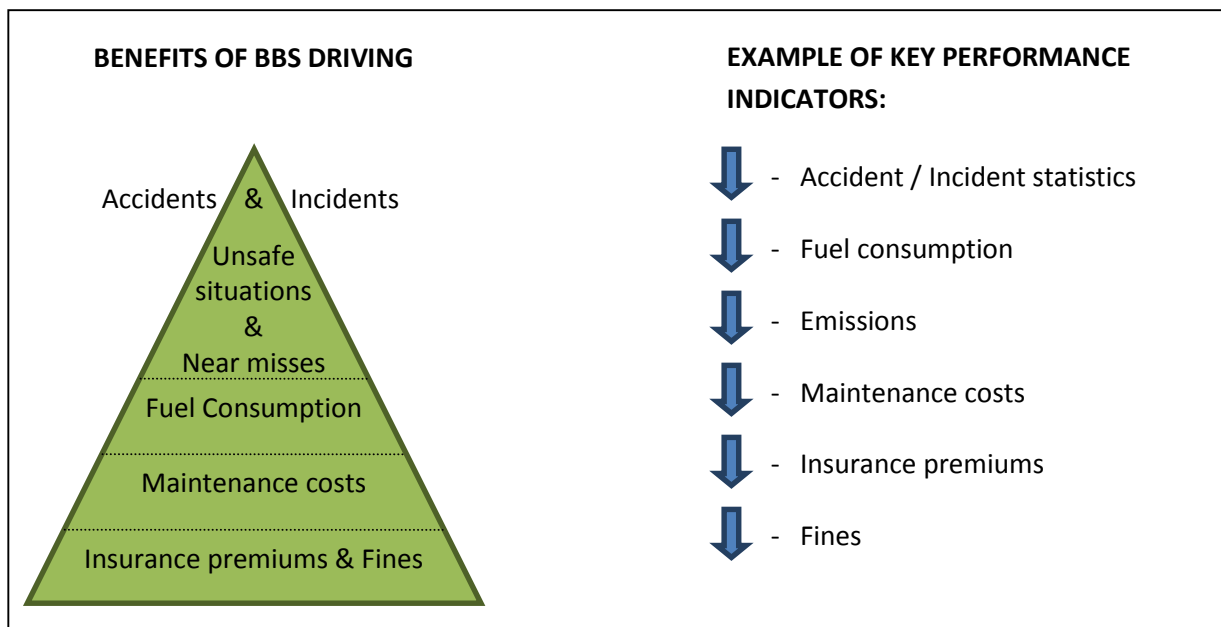 BENEFITS OF BBS DRIVING
Accidents & Incidents
Unsafe
situations
&
Near misses
Fuel Consumption
Maintenance costs
Insurance premiums & Fines
EXAMPLE OF KEY PERFORMANCE
INDICATORS:
- Accident / Incident statistics
- Fuel consumption
- Emissions
- Maintenance costs
- Insurance premiums
- Fines